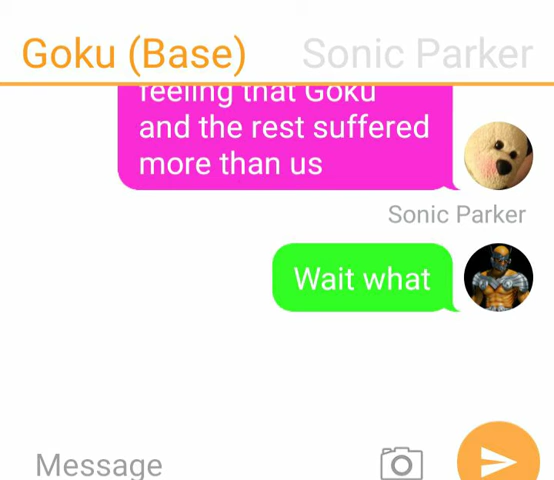 Goku (Base) Sonic Parker
feeling that Goku
and the rest suffered
more than us
Sonic Parker
Wait what
Message